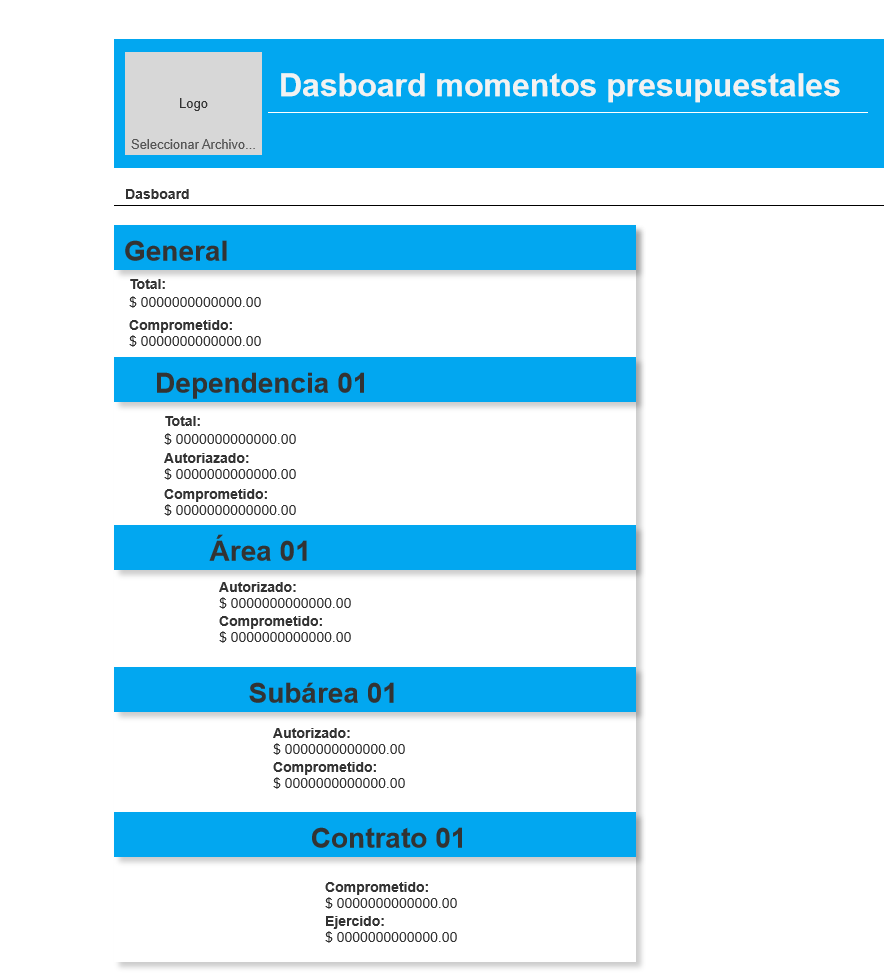 Logo
Seleccionar Archivo...
Dasboard momentos presupuestales
Dasboard
General
Total:
$ 0000000000000.00
Comprometido:
$ 0000000000000.00
Dependencia 01
Total:
$ 0000000000000.00
Autoriazado:
$ 0000000000000.00
Comprometido:
$ 0000000000000.00
Área 01
Autorizado:
$ 0000000000000.00
Comprometido:
$ 0000000000000.00
Subárea 01
Autorizado:
$ 0000000000000.00
Comprometido:
$ 0000000000000.00
Contrato 01
Comprometido:
$ 0000000000000.00
Ejercido:
$ 0000000000000.00